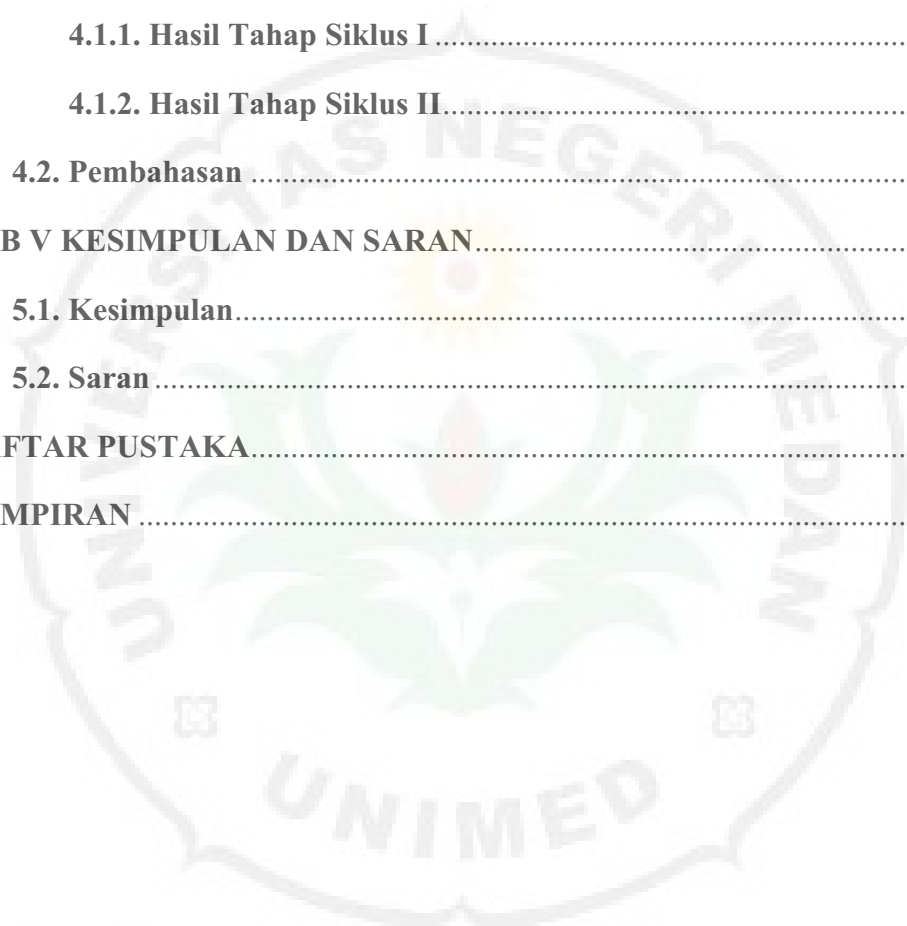 4.1.1. Hasil Tahap Siklus I ........................................................................
4.1.2. Hasil Tahap Siklus II.......................................................................
4.2. Pembahasan ..................................................................................................
B V KESIMPULAN DAN SARAN.................................................................
5.1. Kesimpulan....................................................................................................
5.2. Saran ..............................................................................................................
FTAR PUSTAKA.............................................................................................
MPIRAN ..........................................................................................................
UNIVERSITAS NEGERI MEDAN
UNIMED